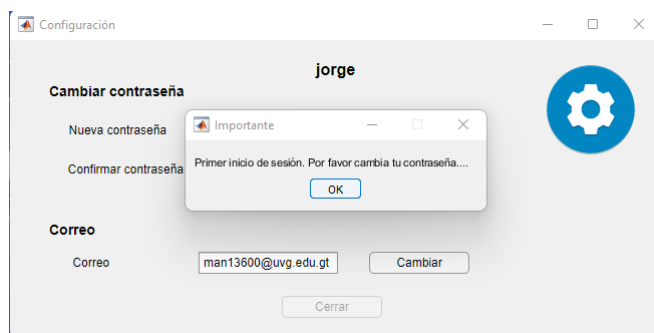 Configuración
jorge
Cambiar contraseña
Importante
Nueva contraseña
Primer inicio de sesión. Por favor cambia tu contraseña....
Confirmar contraseña
OK
Correo
Correo man13600@uvg.edu.gt Cambiar
Cerrar